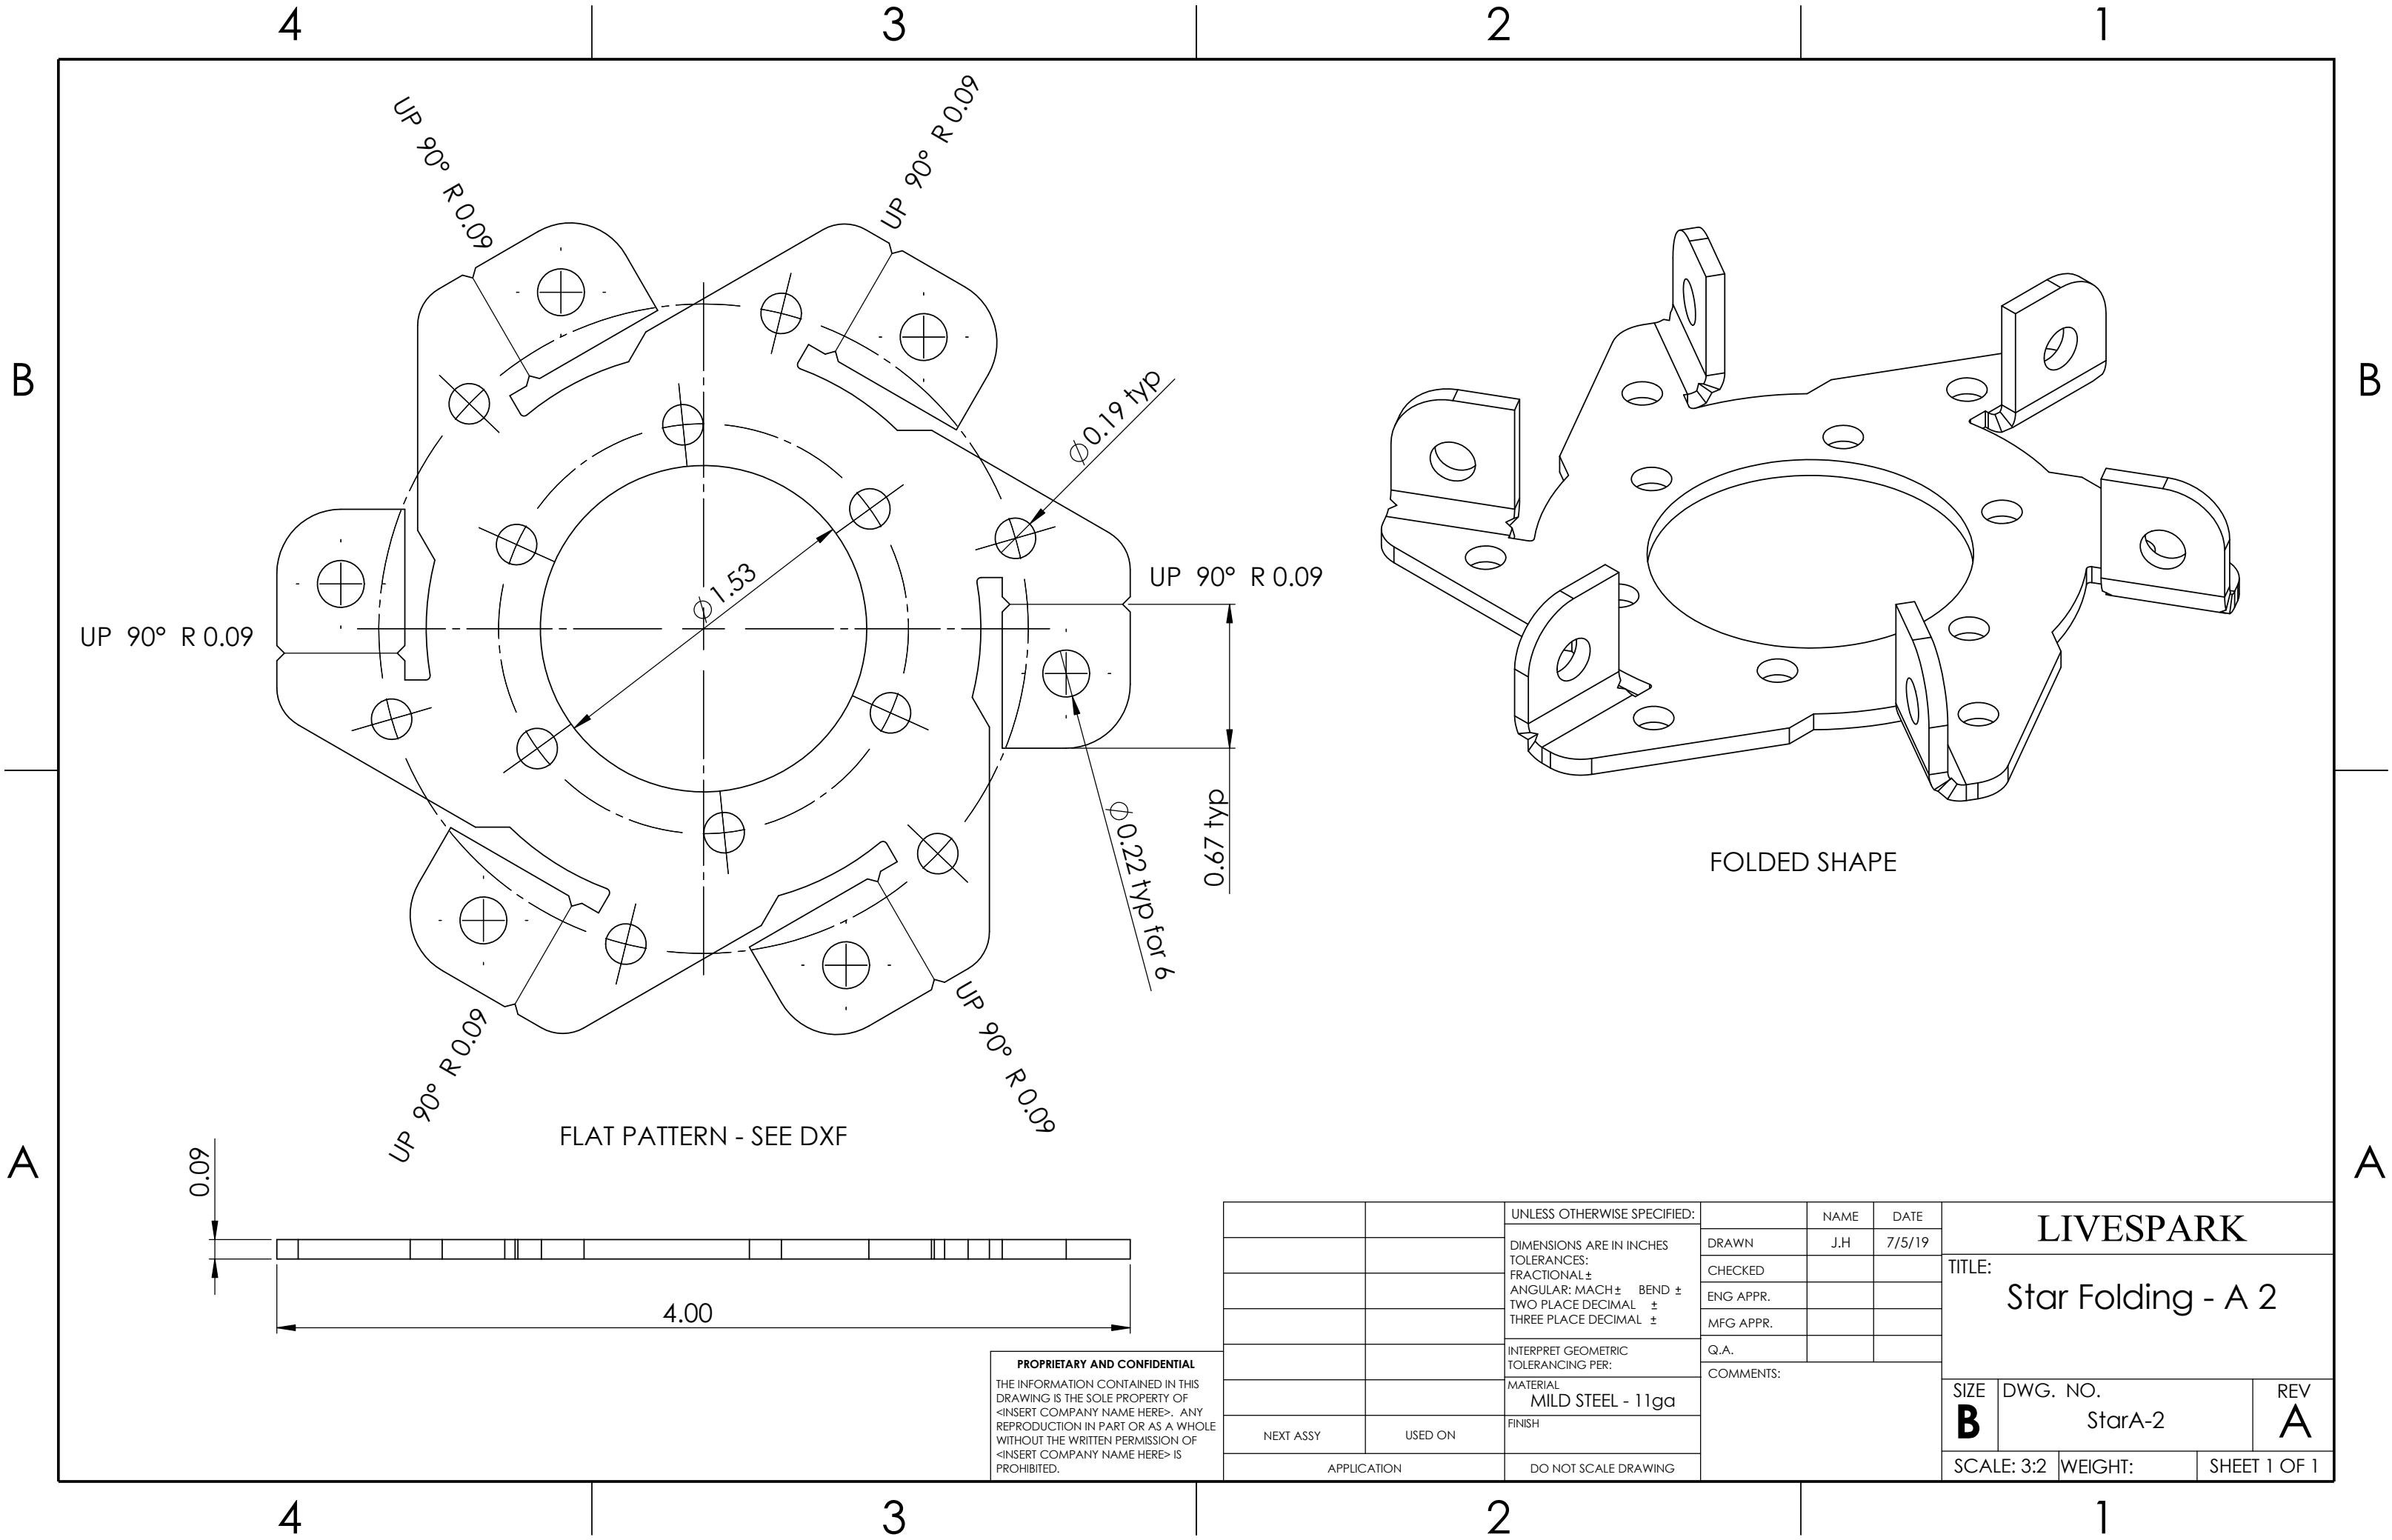 4 3 2 1
B B
A A
UP 90° R 0.09
UP 90° R 0.09
∅0.19 typ
UP 90° R 0.09
∅1.53
UP 90° R 0.09
0.67 typ
∅0.22 typ for 6
UP 90° R 0.09
UP 90° R 0.09
FLAT PATTERN - SEE DXF
FOLDED SHAPE
0.09
4.00
PROPRIETARY AND CONFIDENTIAL
THE INFORMATION CONTAINED IN THIS
DRAWING IS THE SOLE PROPERTY OF
<INSERT COMPANY NAME HERE>. ANY
REPRODUCTION IN PART OR AS A WHOLE
WITHOUT THE WRITTEN PERMISSION OF
<INSERT COMPANY NAME HERE> IS
PROHIBITED.
NEXT ASSY USED ON
APPLICATION
UNLESS OTHERWISE SPECIFIED:
DIMENSIONS ARE IN INCHES
TOLERANCES:
FRACTIONAL ±
ANGULAR: MACH ± BEND ±
TWO PLACE DECIMAL ±
THREE PLACE DECIMAL ±
INTERPRET GEOMETRIC
TOLERANCING PER:
MATERIAL
MILD STEEL - 11ga
FINISH
DO NOT SCALE DRAWING
NAME DATE
DRAWN J.H 7/5/19
CHECKED
ENG APPR.
MFG APPR.
Q.A.
COMMENTS:
LIVESPARK
TITLE:
Star Folding - A 2
SIZE DWG. NO. REV
B StarA-2 A
SCALE: 3:2 WEIGHT: SHEET 1 OF 1
4 3 2 1